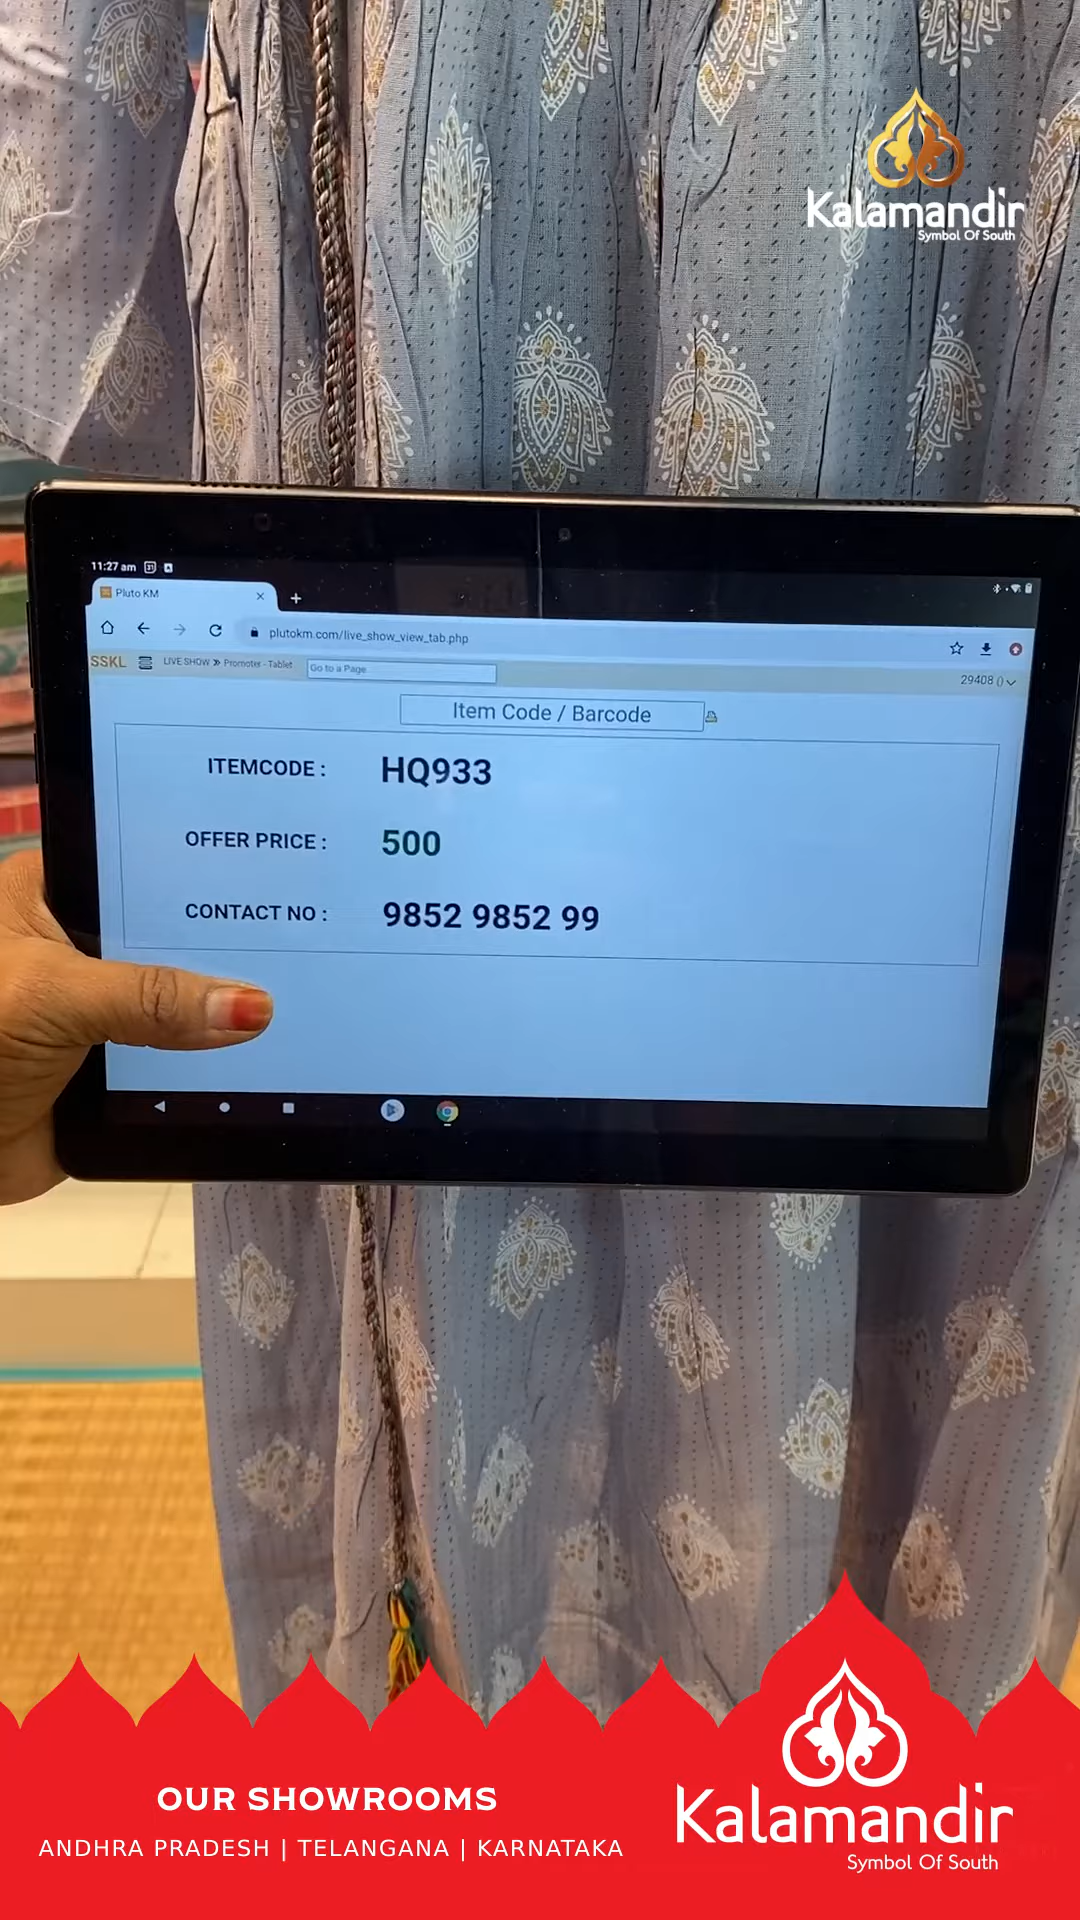 Kalamandir
Symbol Of South
11:27 am
Pluto KM
plutokm.com/live_show_view_tab.php
SSKL LIVE SHOW >> Promoter - Tablet Go to a Page
29408 ()
Item Code / Barcode
ITEMCODE : HQ933
OFFER PRICE : 500
CONTACT NO : 9852 9852 99
OUR SHOWROOMS
ANDHRA PRADESH | TELANGANA | KARNATAKA
Kalamandir
Symbol Of South